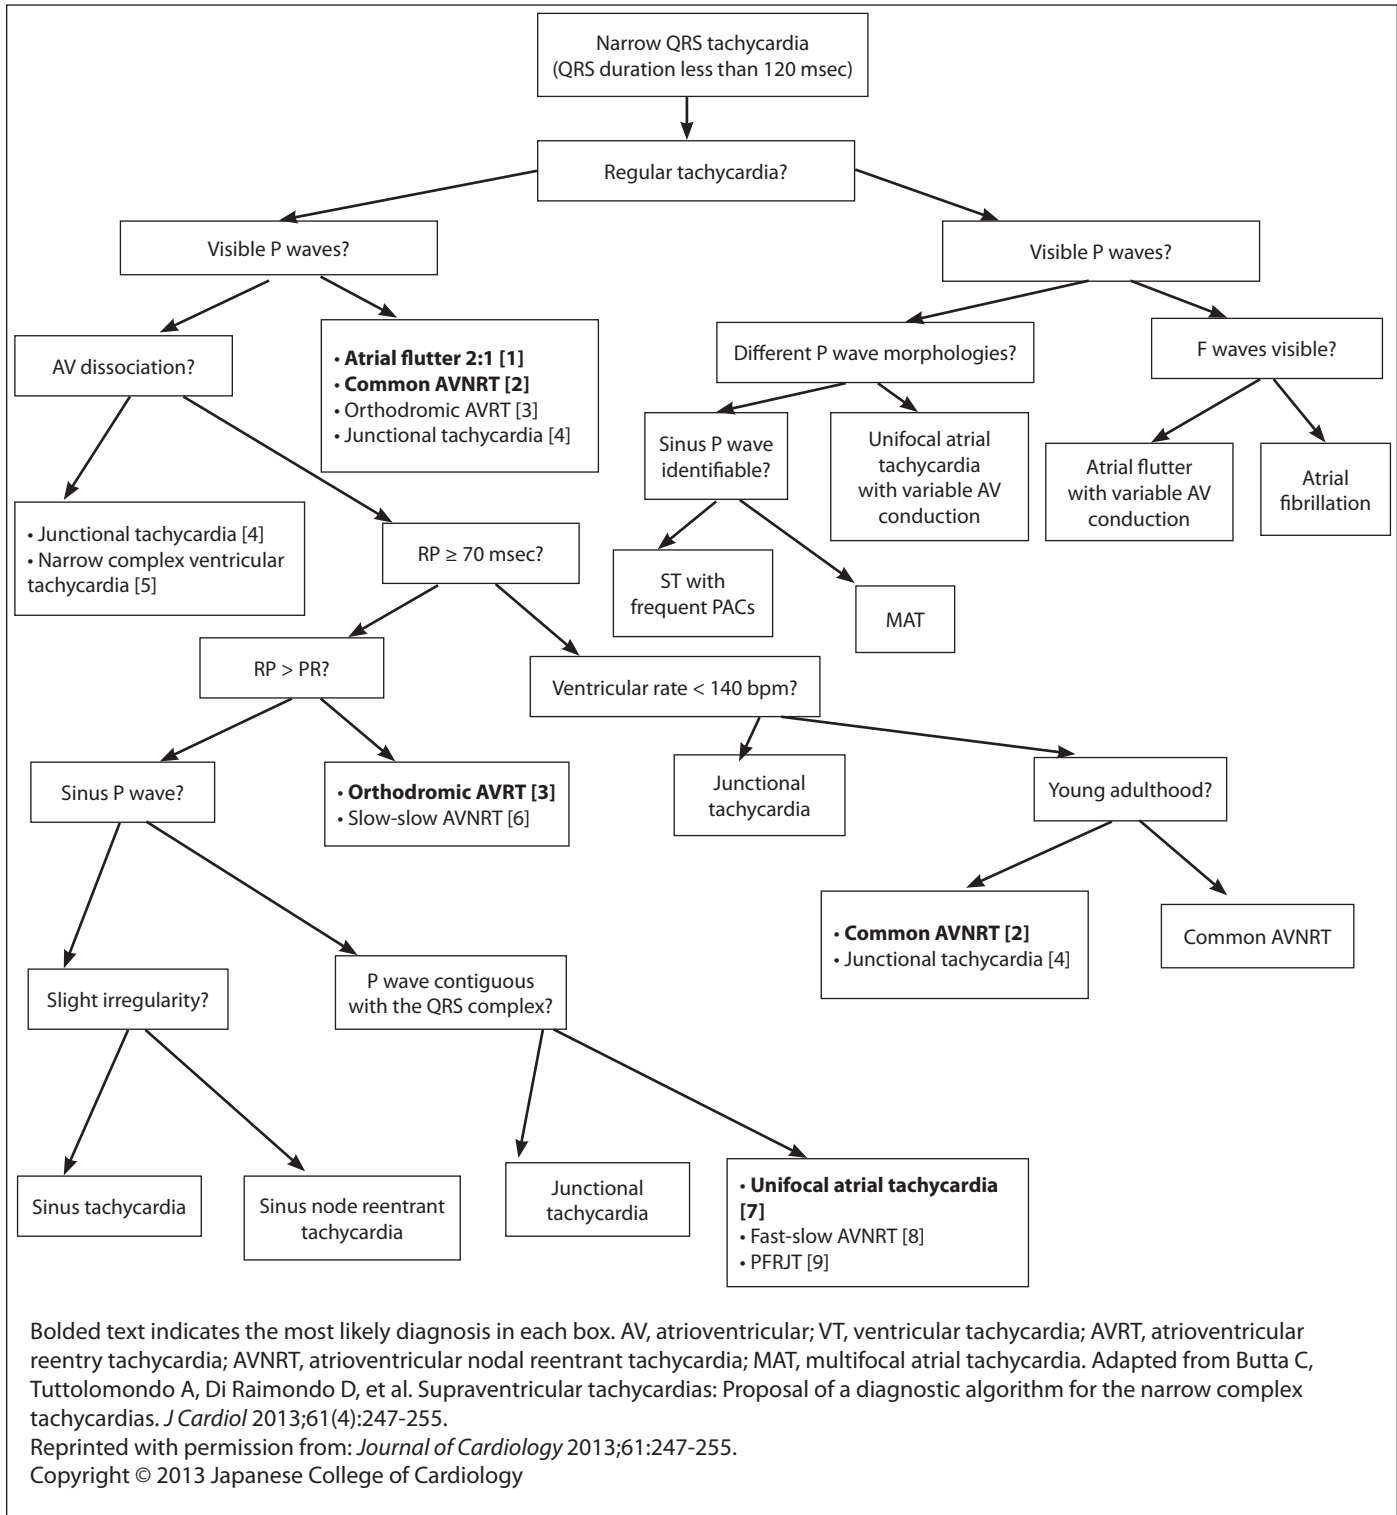 Narrow QRS tachycardia
(QRS duration less than 120 msec)
Regular tachycardia?
Visible P waves?
Visible P waves?
AV dissociation?
• Atrial flutter 2:1 [1]
• Common AVNRT [2]
• Orthodromic AVRT [3]
• Junctional tachycardia [4]
Different P wave morphologies?
F waves visible?
Sinus P wave
identifiable?
Unifocal atrial
tachycardia
with variable AV
conduction
Atrial flutter
with variable AV
conduction
Atrial
fibrillation
• Junctional tachycardia [4]
• Narrow complex ventricular
tachycardia [5]
RP ≥ 70 msec?
ST with
frequent PACs
MAT
RP > PR?
Ventricular rate < 140 bpm?
Sinus P wave?
• Orthodromic AVRT [3]
• Slow-slow AVNRT [6]
Junctional
tachycardia
Young adulthood?
• Common AVNRT [2]
• Junctional tachycardia [4]
Common AVNRT
Slight irregularity?
P wave contiguous
with the QRS complex?
Sinus tachycardia
Sinus node reentrant
tachycardia
Junctional
tachycardia
• Unifocal atrial tachycardia
[7]
• Fast-slow AVNRT [8]
• PFRJT [9]
Bolded text indicates the most likely diagnosis in each box. AV, atrioventricular; VT, ventricular tachycardia; AVRT, atrioventricular
reentry tachycardia; AVNRT, atrioventricular nodal reentrant tachycardia; MAT, multifocal atrial tachycardia. Adapted from Butta C,
Tuttolomondo A, Di Raimondo D, et al. Supraventricular tachycardias: Proposal of a diagnostic algorithm for the narrow complex
tachycardias. J Cardiol 2013;61(4):247-255.
Reprinted with permission from: Journal of Cardiology 2013;61:247-255.
Copyright © 2013 Japanese College of Cardiology